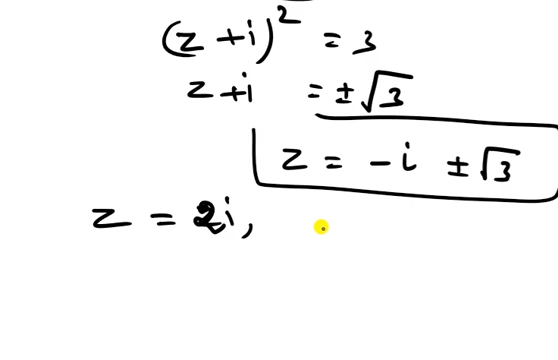 (z + i)² = 3
z + i = ±√3
z = -i ±√3
z = 2i,